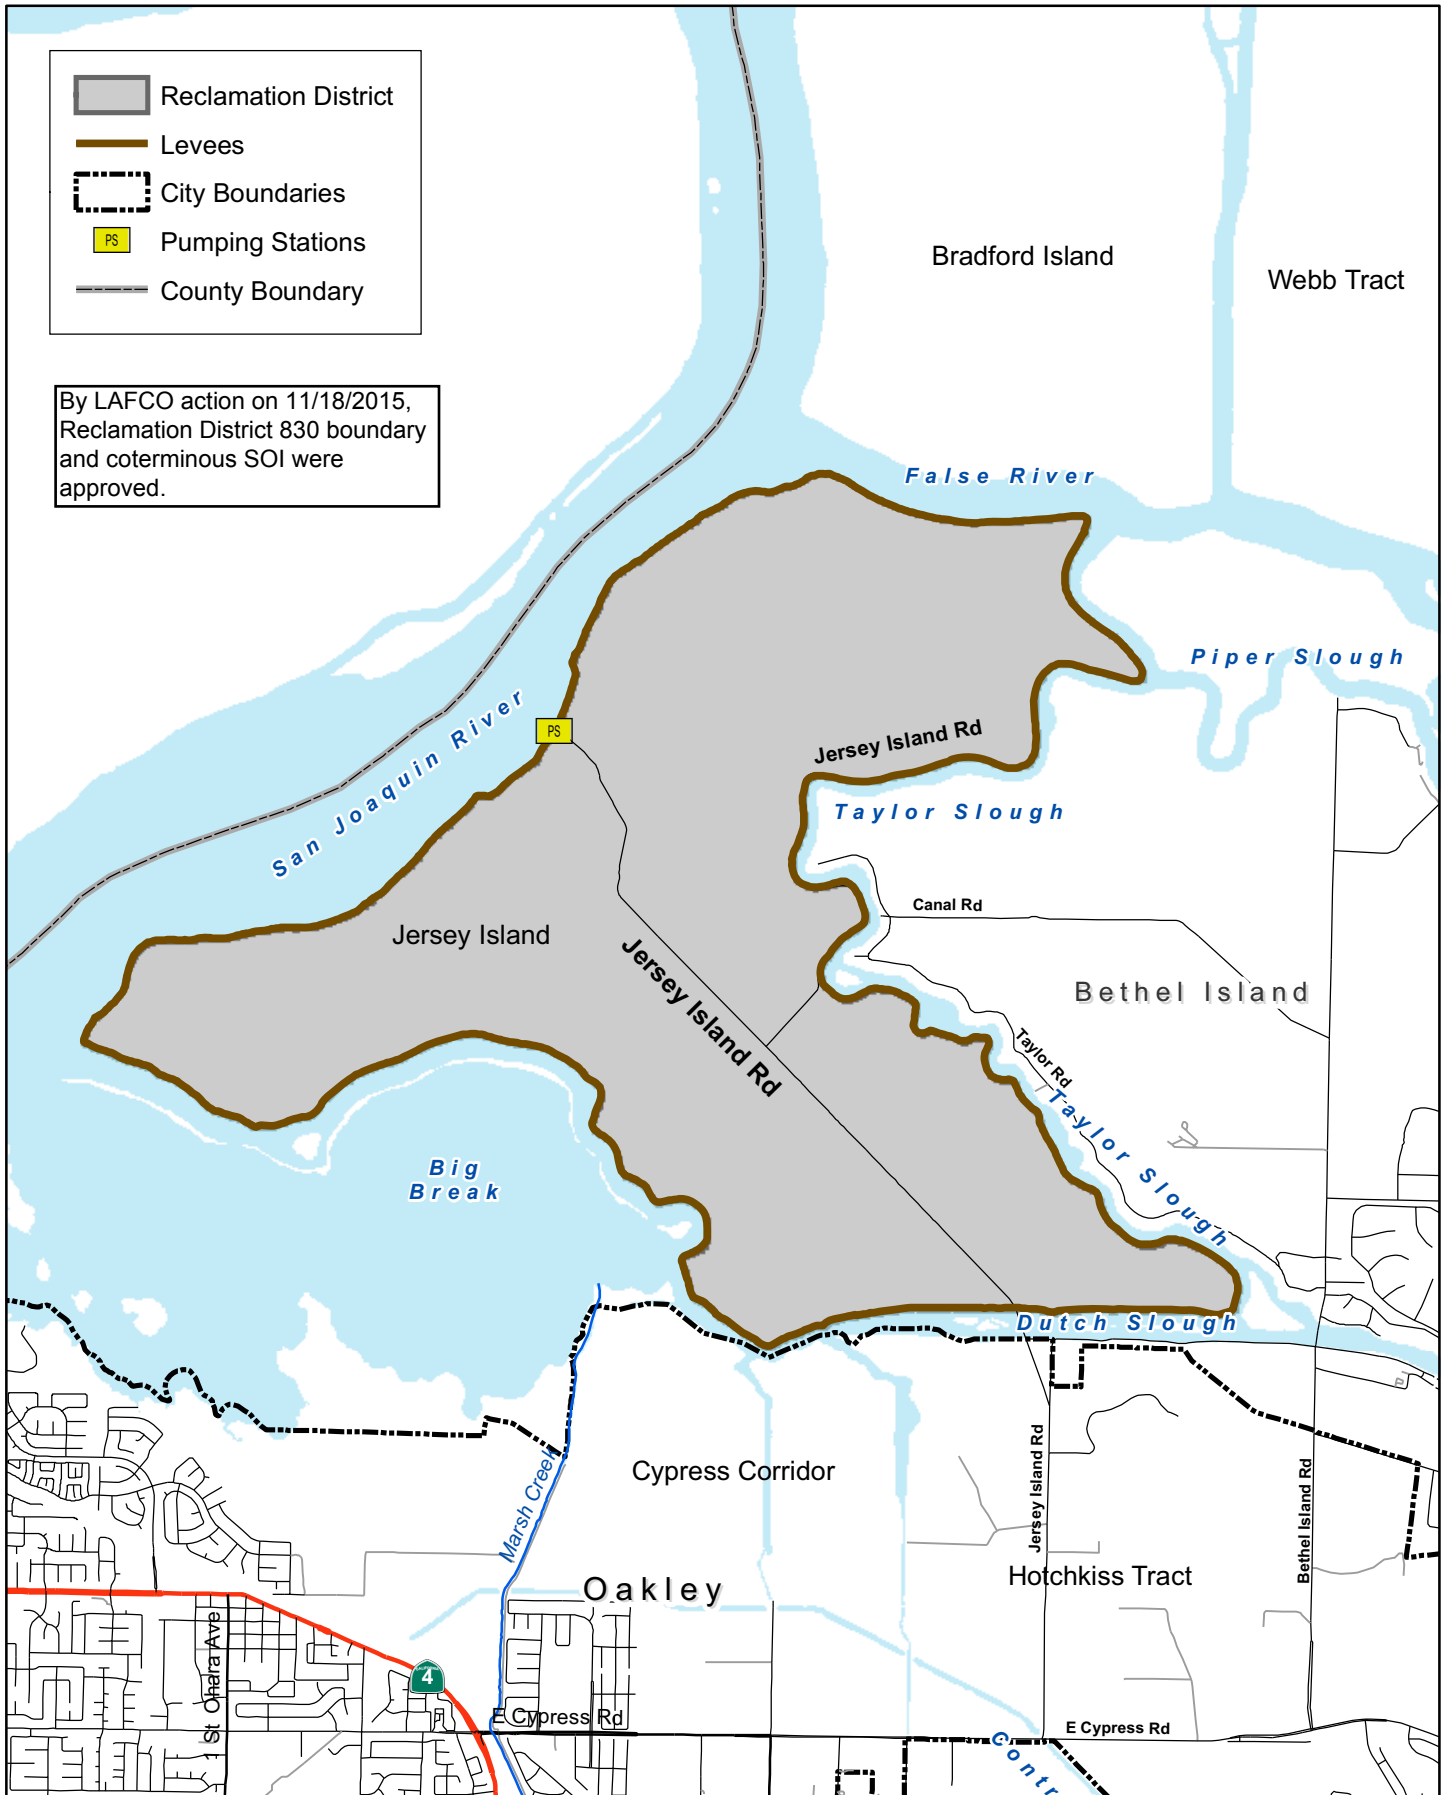 Reclamation District
Levees
City Boundaries
PS
Pumping Stations
County Boundary
By LAFCO action on 11/18/2015,
Reclamation District 830 boundary
and coterminous SOI were
approved.
Bradford Island
Webb Tract
False River
Piper Slough
San Joaquin River
PS
Jersey Island Rd
Taylor Slough
Canal Rd
Jersey Island
Jersey Island Rd
Bethel Island
Taylor Rd
Taylor Slough
Big
Break
Dutch Slough
Marsh Creek
Cypress Corridor
Jersey Island Rd
Bethel Island Rd
Oakley
Hotchkiss Tract
St Ohara Ave
CALIFORNIA
4
E Cypress Rd
E Cypress Rd
Contr